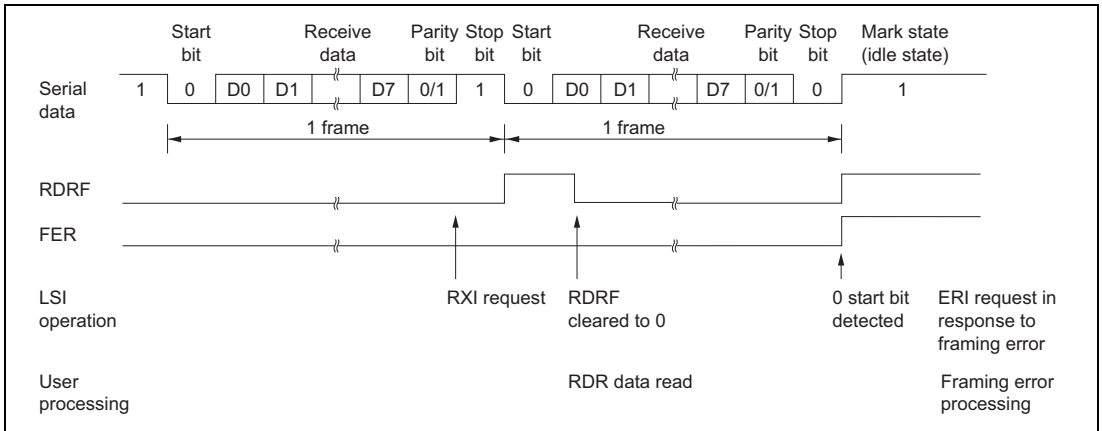 Start Receive Parity Stop Start Receive Parity Stop Mark state
bit data bit bit bit data bit bit (idle state)
Serial
data
1 0 D0 D1 D7 0/1 1 0 D0 D1 D7 0/1 0 1
1 frame 1 frame
RDRF
FER
LSI RXI request RDRF 0 start bit ERI request in
operation cleared to 0 detected response to
framing error
User RDR data read Framing error
processing processing